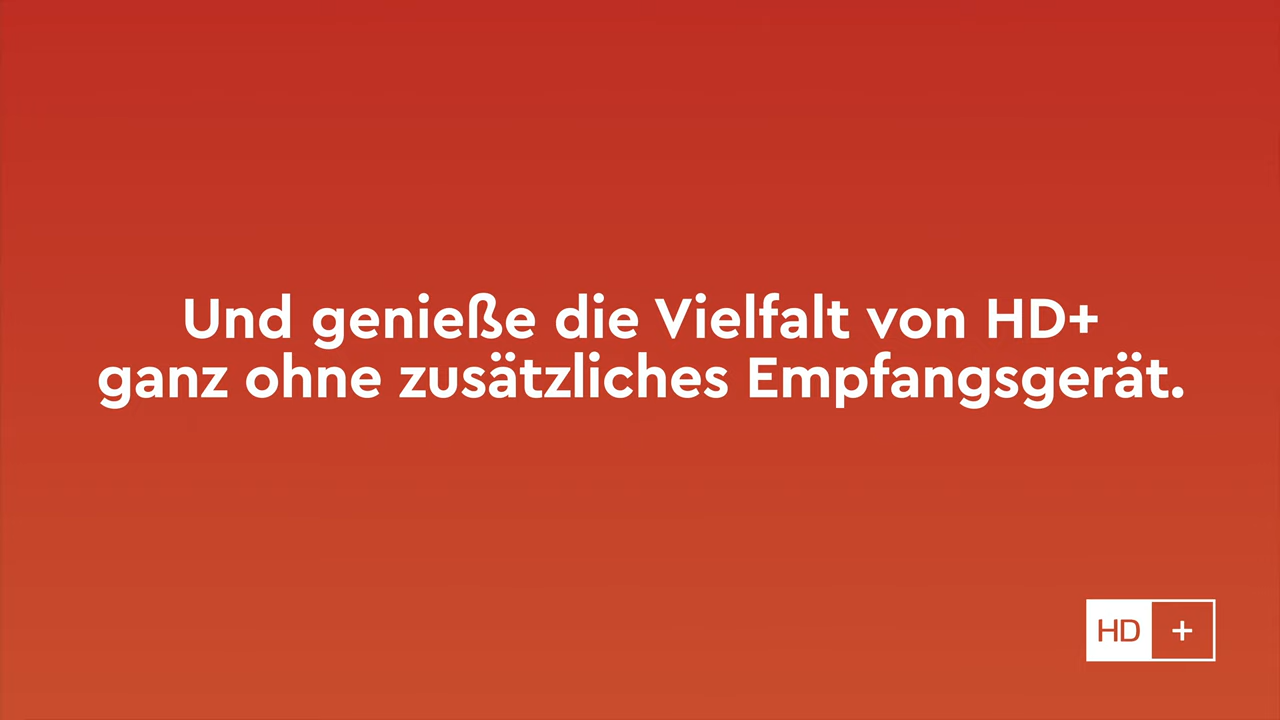 Und genieße die Vielfalt von HD+
ganz ohne zusätzliches Empfangsgerät.
HD +